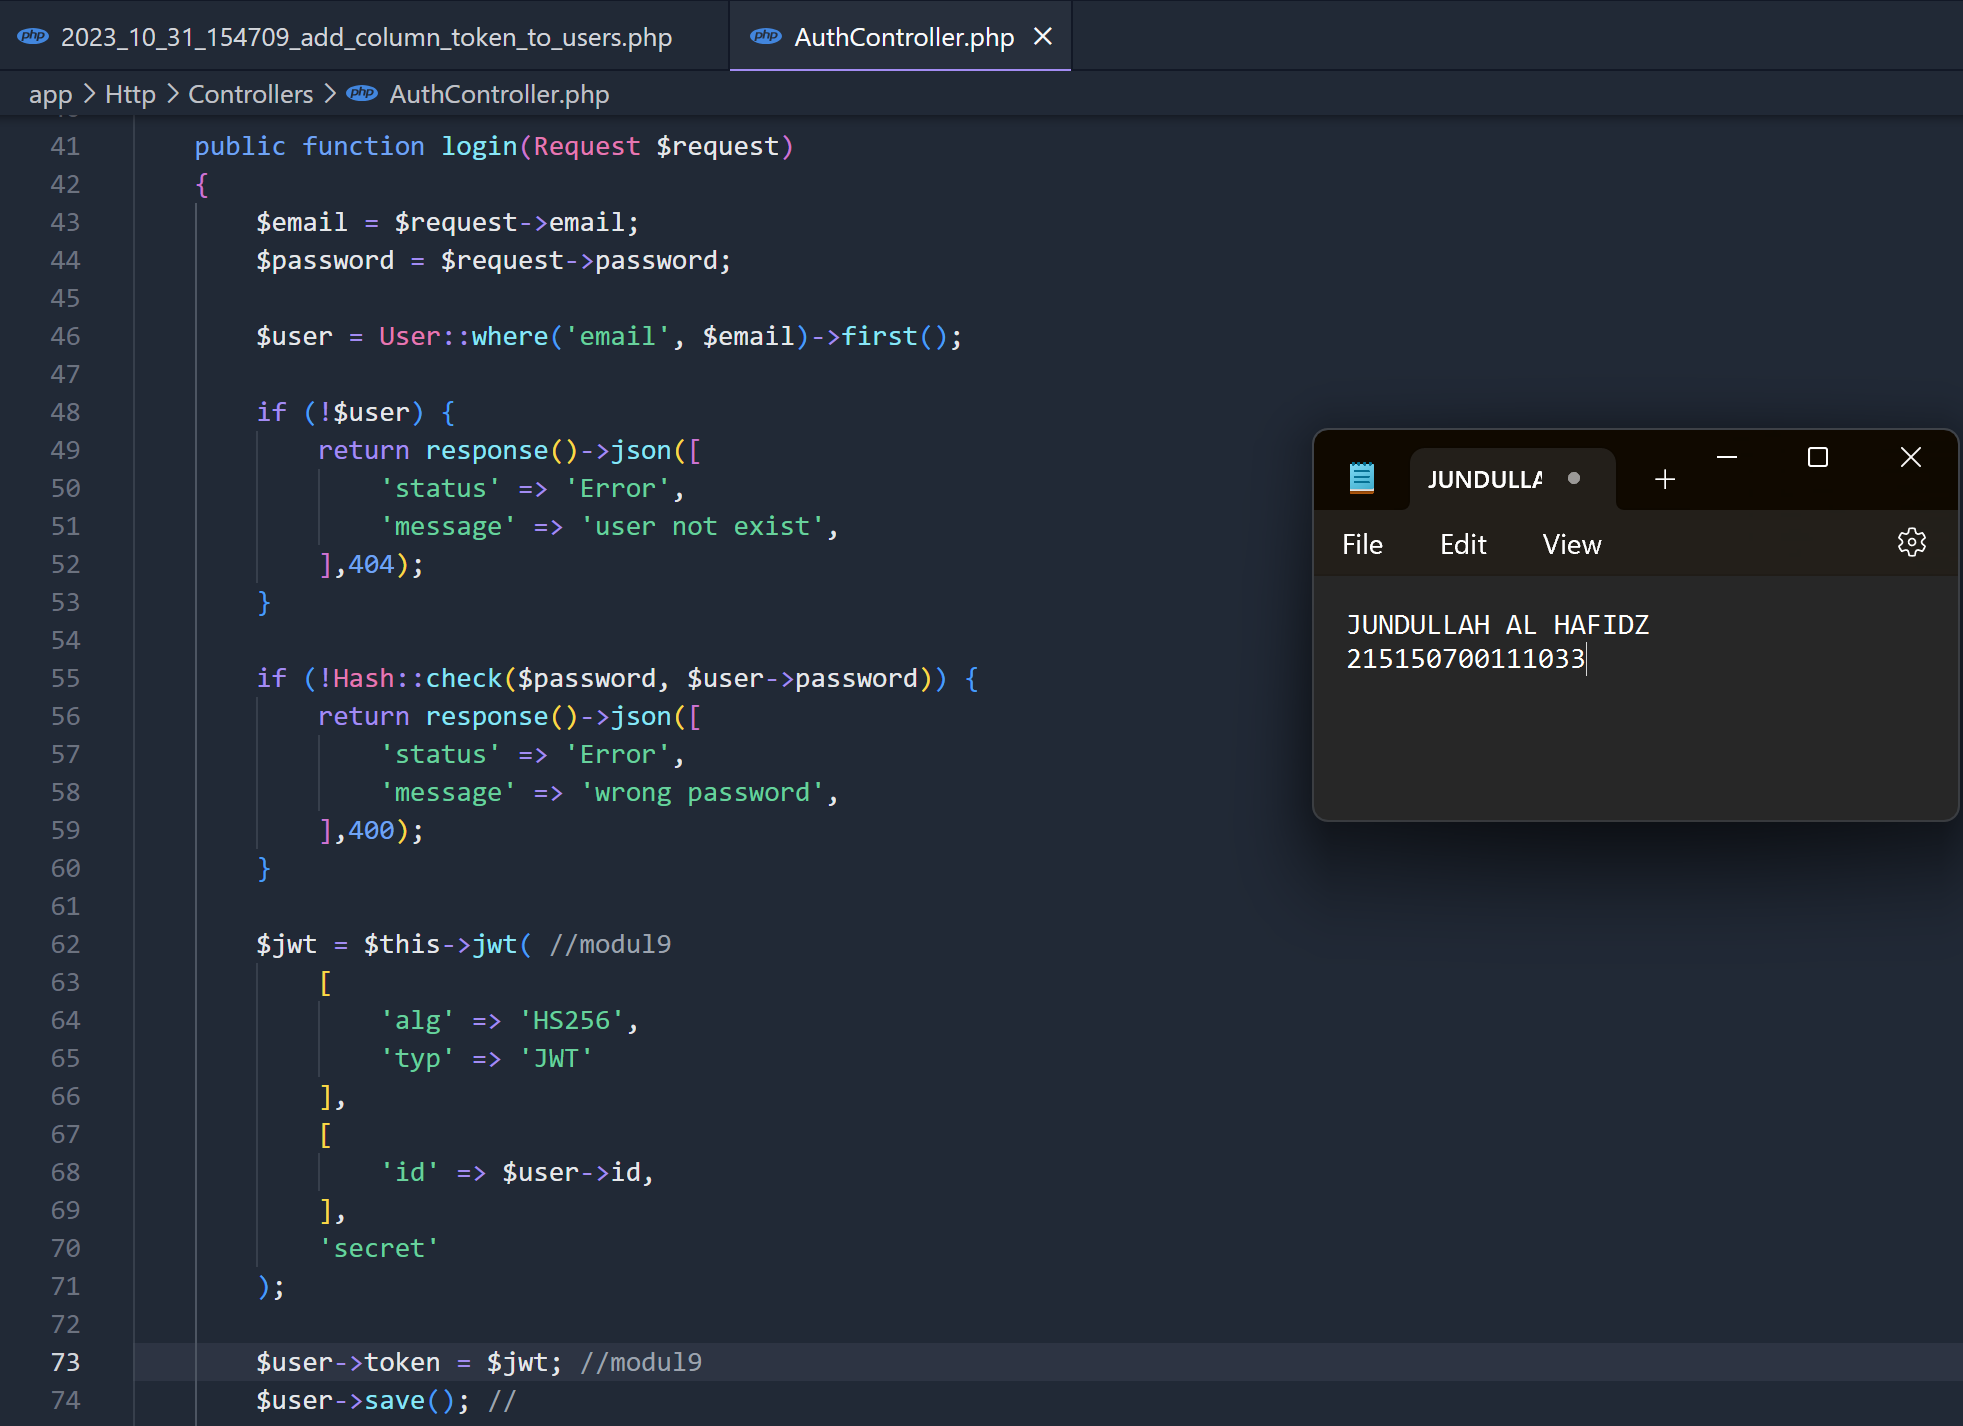 php 2023_10_31_154709_add_column_token_to_users.php
php AuthController.php
app > Http > Controllers > php AuthController.php
41 public function login(Request $request)
42 {
43 $email = $request->email;
44 $password = $request->password;
45
46 $user = User::where('email', $email)->first();
47
48 if (!$user) {
49 return response()->json([
50 'status' => 'Error',
51 'message' => 'user not exist',
52 ],404);
53 }
54
55 if (!Hash::check($password, $user->password)) {
56 return response()->json([
57 'status' => 'Error',
58 'message' => 'wrong password',
59 ],400);
60 }
61
62 $jwt = $this->jwt( //modul9
63 [
64 'alg' => 'HS256',
65 'typ' => 'JWT'
66 ],
67 [
68 'id' => $user->id,
69 ],
70 'secret'
71 );
72
73 $user->token = $jwt; //modul9
74 $user->save(); //
JUNDULLA
File Edit View
JUNDULLAH AL HAFIDZ
215150700111033